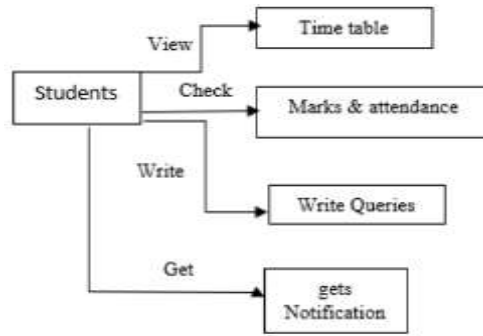 Time table
View
Students
Check
Marks & attendance
Write
Write Queries
Get
gets
Notification